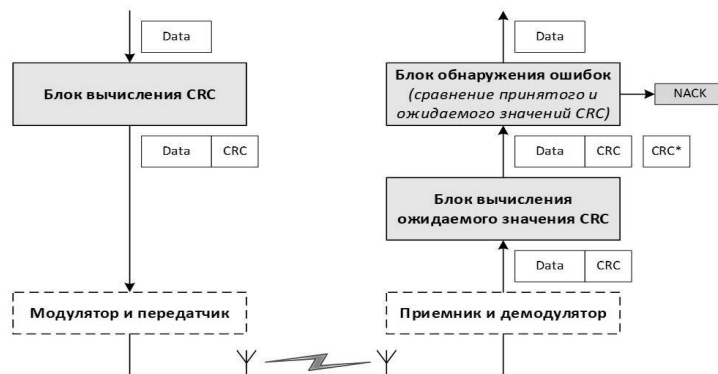 Data
Data
Блок вычисления CRC
Блок обнаружения ошибок
(сравнение принятого и
ожидаемого значений CRC)
NACK
Data CRC
Data CRC CRC*
Блок вычисления
ожидаемого значения CRC
Data CRC
Модулятор и передатчик
Приемник и демодулятор